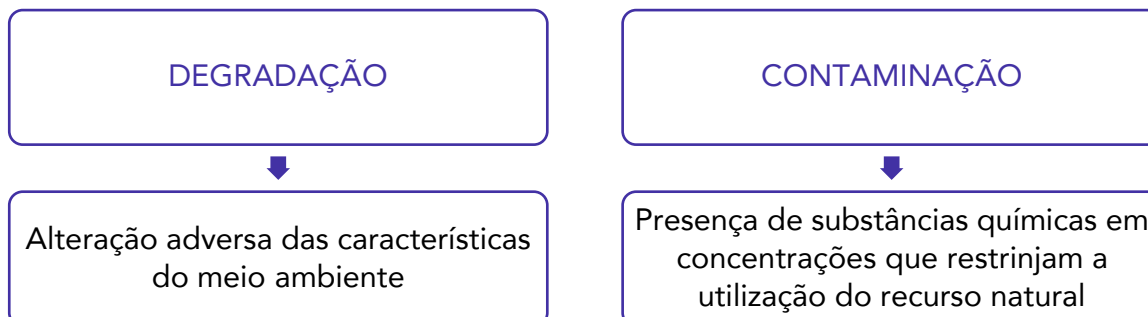 DEGRADAÇÃO
Alteração adversa das características
do meio ambiente
CONTAMINAÇÃO
Presença de substâncias químicas em
concentrações que restrinjam a
utilização do recurso natural